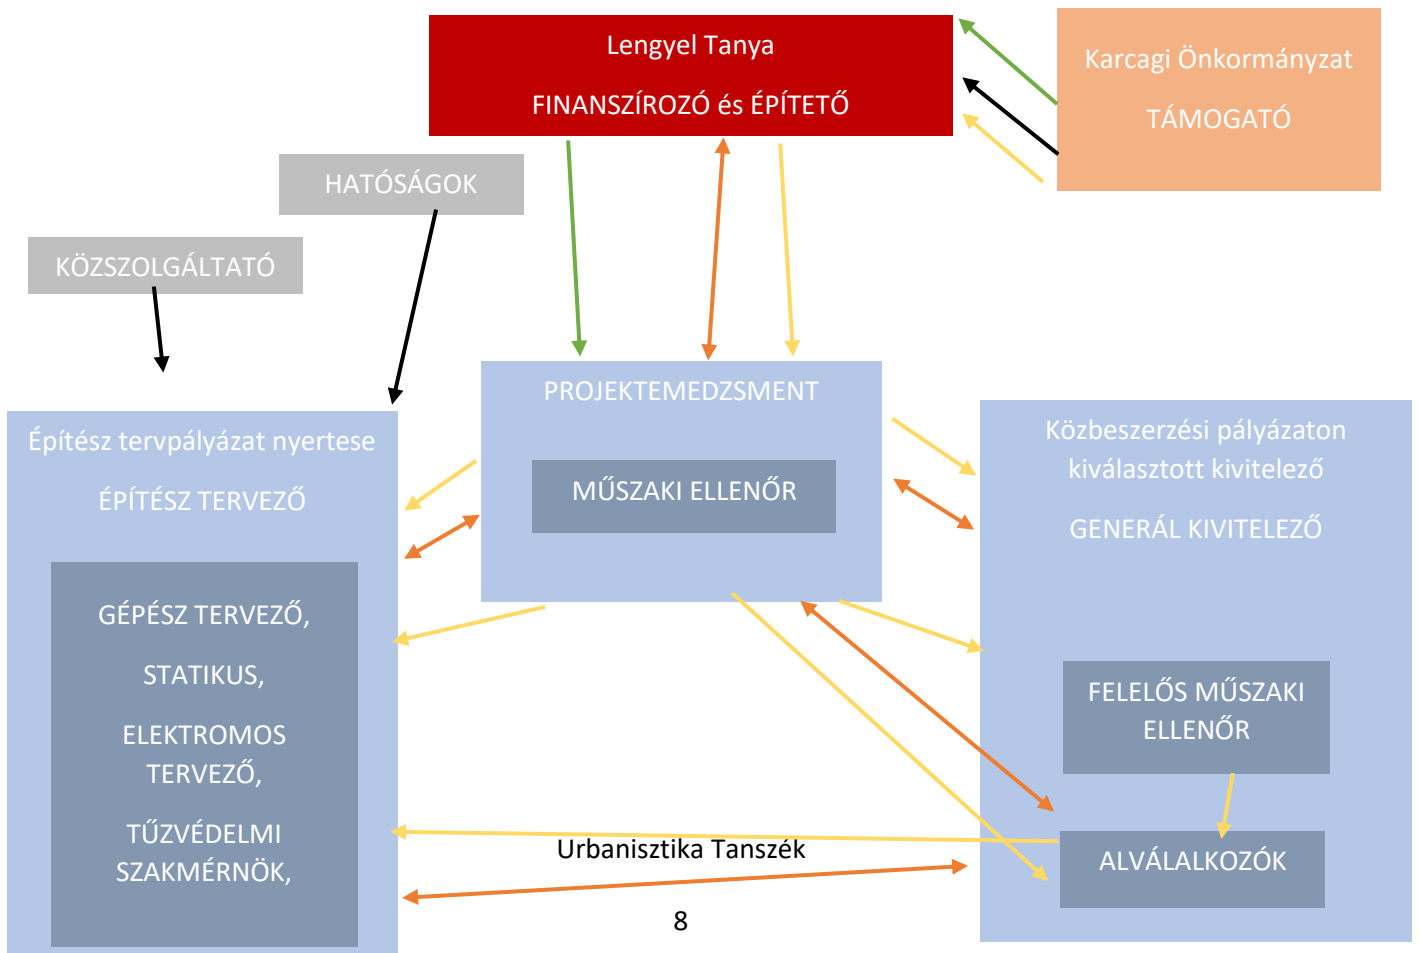 Lengyel Tanya
FINANSZÍROZÓ és ÉPÍTETŐ
Karcagi Önkormányzat
TÁMOGATÓ
HATÓSÁGOK
KÖZSZOLGÁLTATÓ
PROJEKTEMEDZSMENT
MŰSZAKI ELLENŐR
Építész tervpályázat nyertese
ÉPÍTÉSZ TERVEZŐ
GÉPÉSZ TERVEZŐ,
STATIKUS,
ELEKTROMOS
TERVEZŐ,
TŰZVÉDELMI
SZAKMÉRNÖK,
Közbeszerzési pályázaton
kiválasztott kivitelező
GENERÁL KIVITELEZŐ
FELELŐS MŰSZAKI
ELLENŐR
ALVÁLALKOZÓK
Urbanisztika Tanszék
8